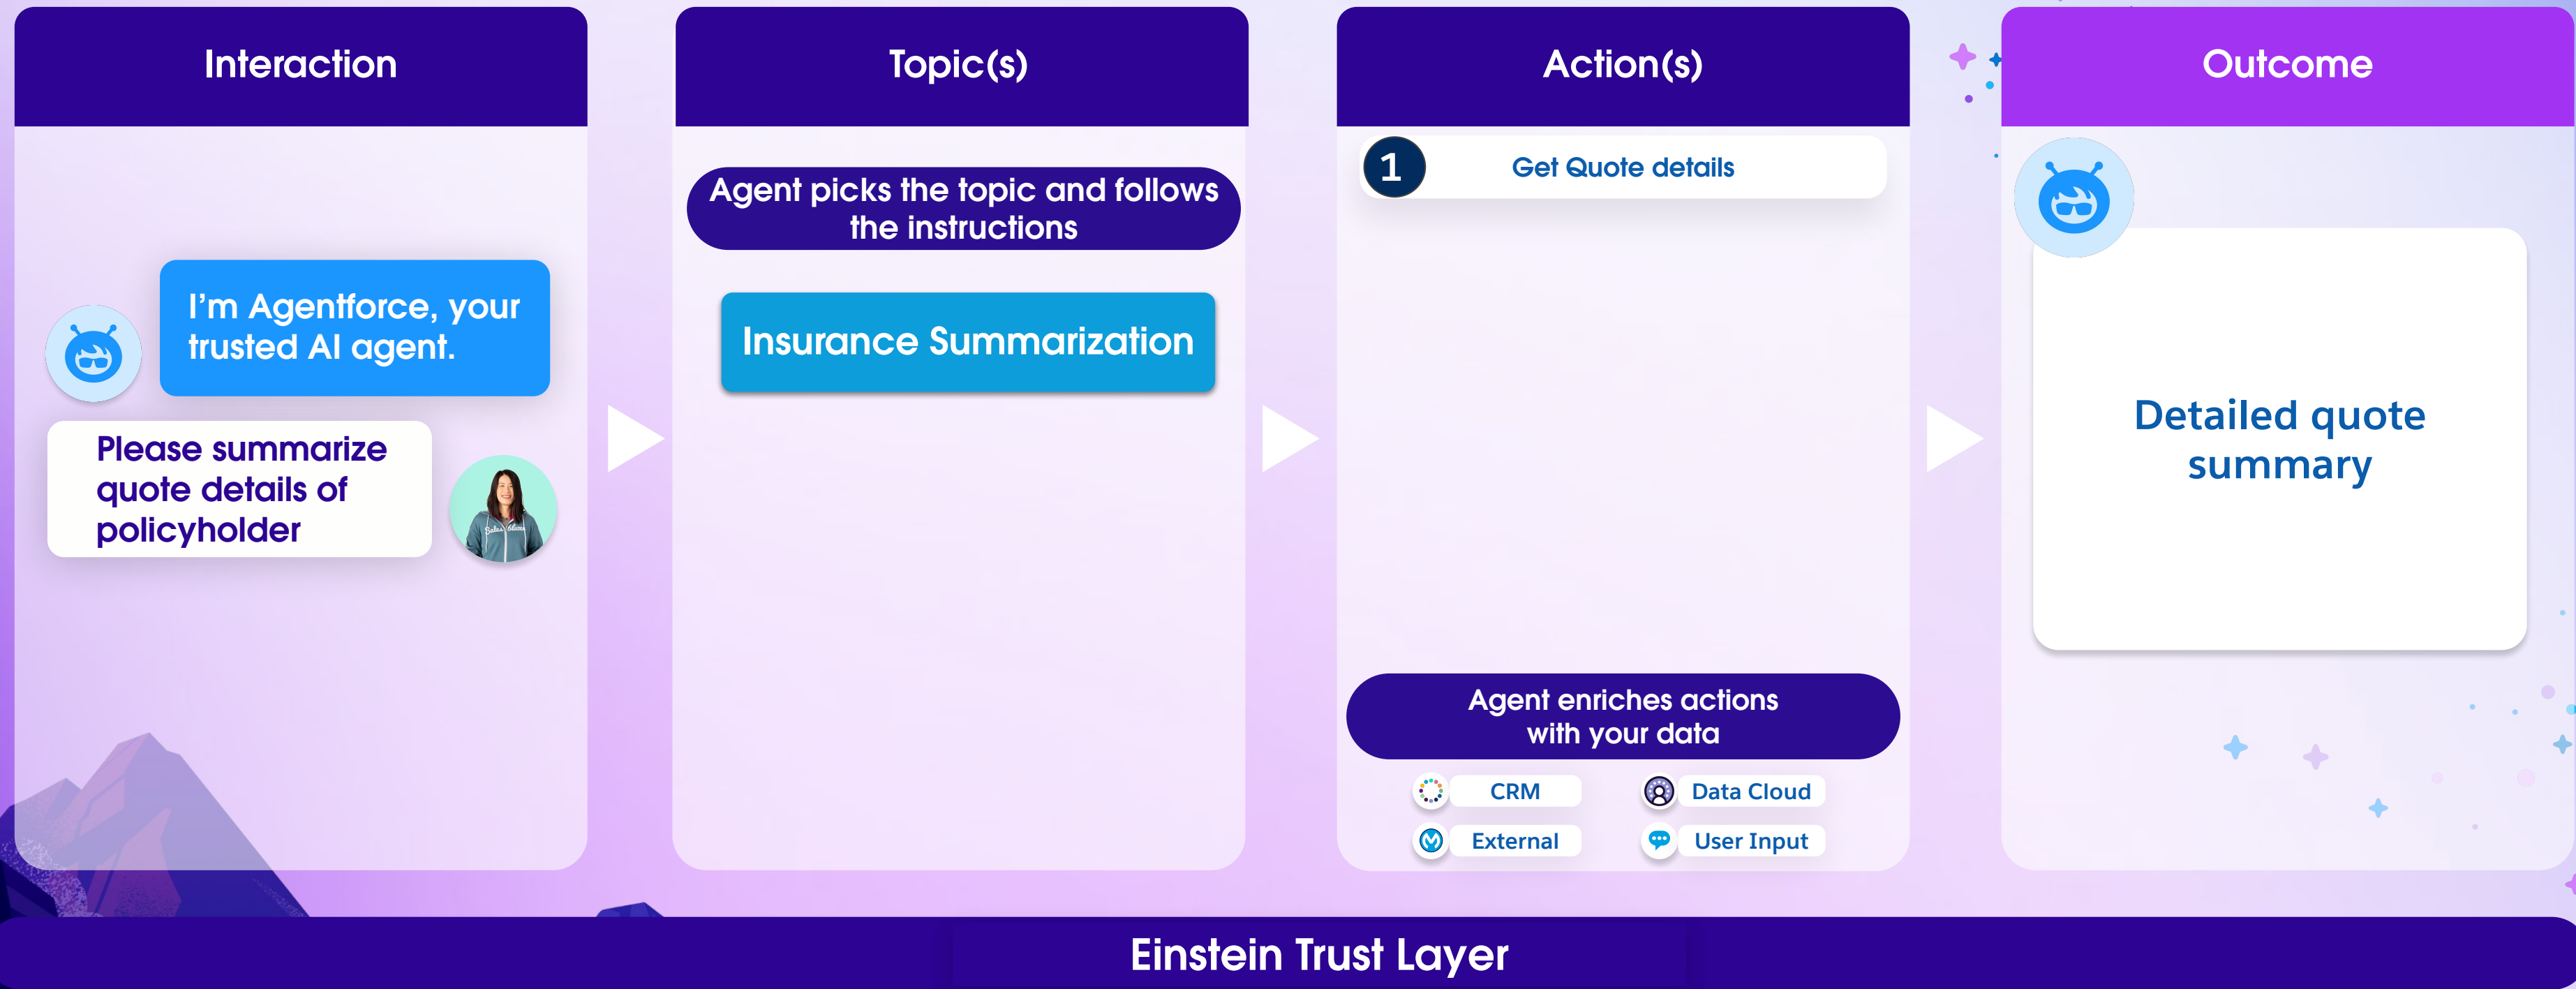 Interaction
I'm Agentforce, your
trusted AI agent.
Please summarize
quote details of
policyholder
Topic(s)
Agent picks the topic and follows
the instructions
Insurance Summarization
Action(s)
1
Get Quote details
Agent enriches actions
with your data
CRM
Data Cloud
External
User Input
Outcome
Detailed quote
summary
Einstein Trust Layer